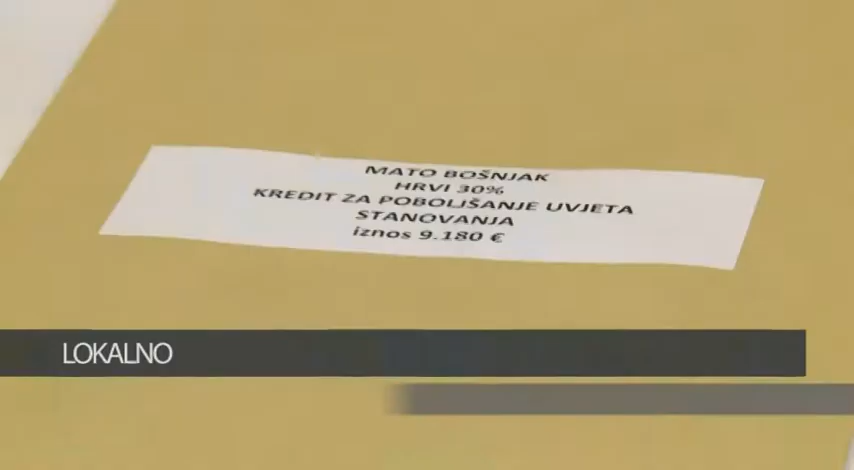 MATO BOŠNJAK
HRVI 30%
KREDIT ZA POBOLJŠANJE UVJETA
STANOVANJA
iznos 9.180 €
LOKALNO